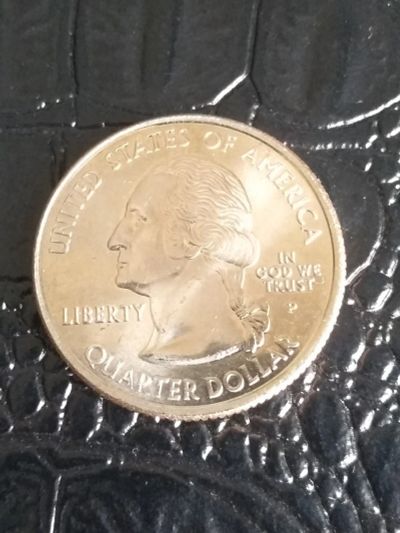 UNITED STATES OF AMERICA
LIBERTY
IN
GOD WE
TRUST
P
QUARTER DOLLAR